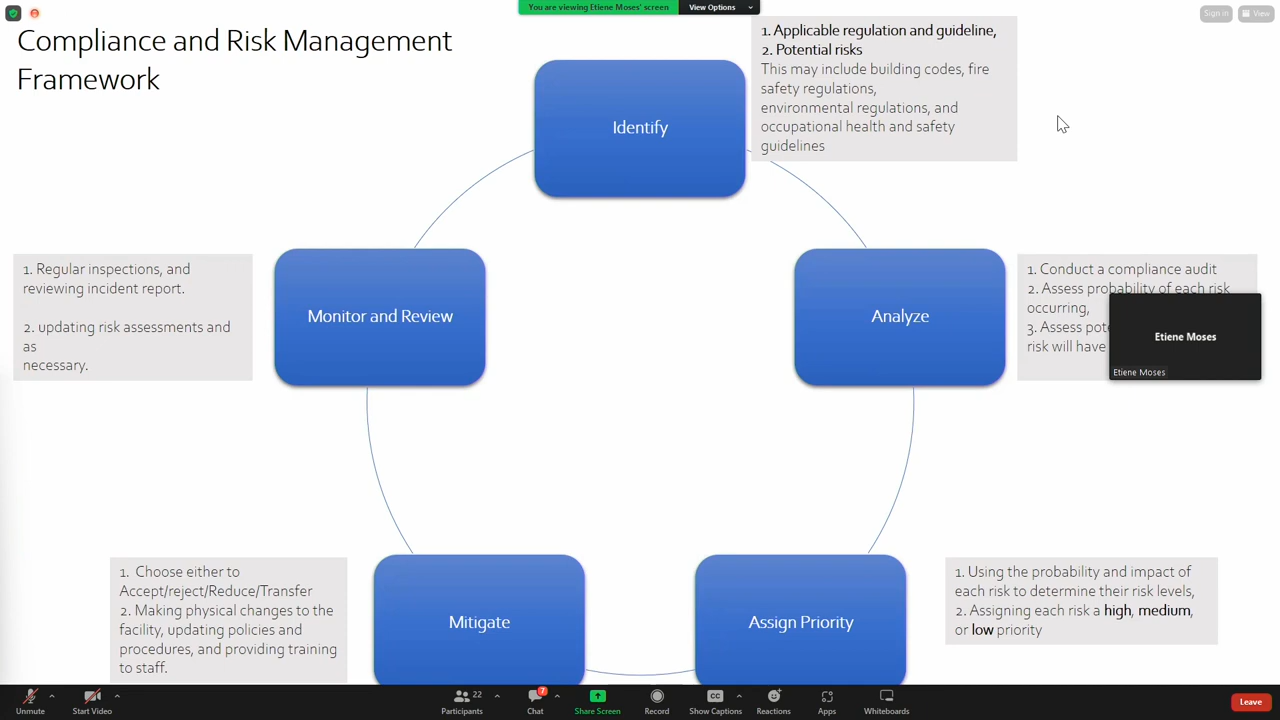 You are viewing Etiene Moses' screen
View Options
Sign in
View
Compliance and Risk Management
Framework
1. Applicable regulation and guideline,
2. Potential risks
This may include building codes, fire
safety regulations,
environmental regulations, and
occupational health and safety
guidelines
Identify
1. Regular inspections, and
reviewing incident report.
2. updating risk assessments and
as
necessary.
Monitor and Review
Analyze
1. Conduct a compliance audit
2. Assess probability of each risk
occurring,
3. Assess
risk will have
Etiene Moses
Etiene Moses
1. Choose either to
Accept/reject/Reduce/Transfer
2. Making physical changes to the
facility, updating policies and
procedures, and providing training
to staff.
Mitigate
Assign Priority
1. Using the probability and impact of
each risk to determine their risk levels,
2. Assigning each risk a high, medium,
or low priority
Unmute
Start Video
Participants
22
Chat
7
Share Screen
Record
CC
Show Captions
Reactions
Apps
Whiteboards
Leave